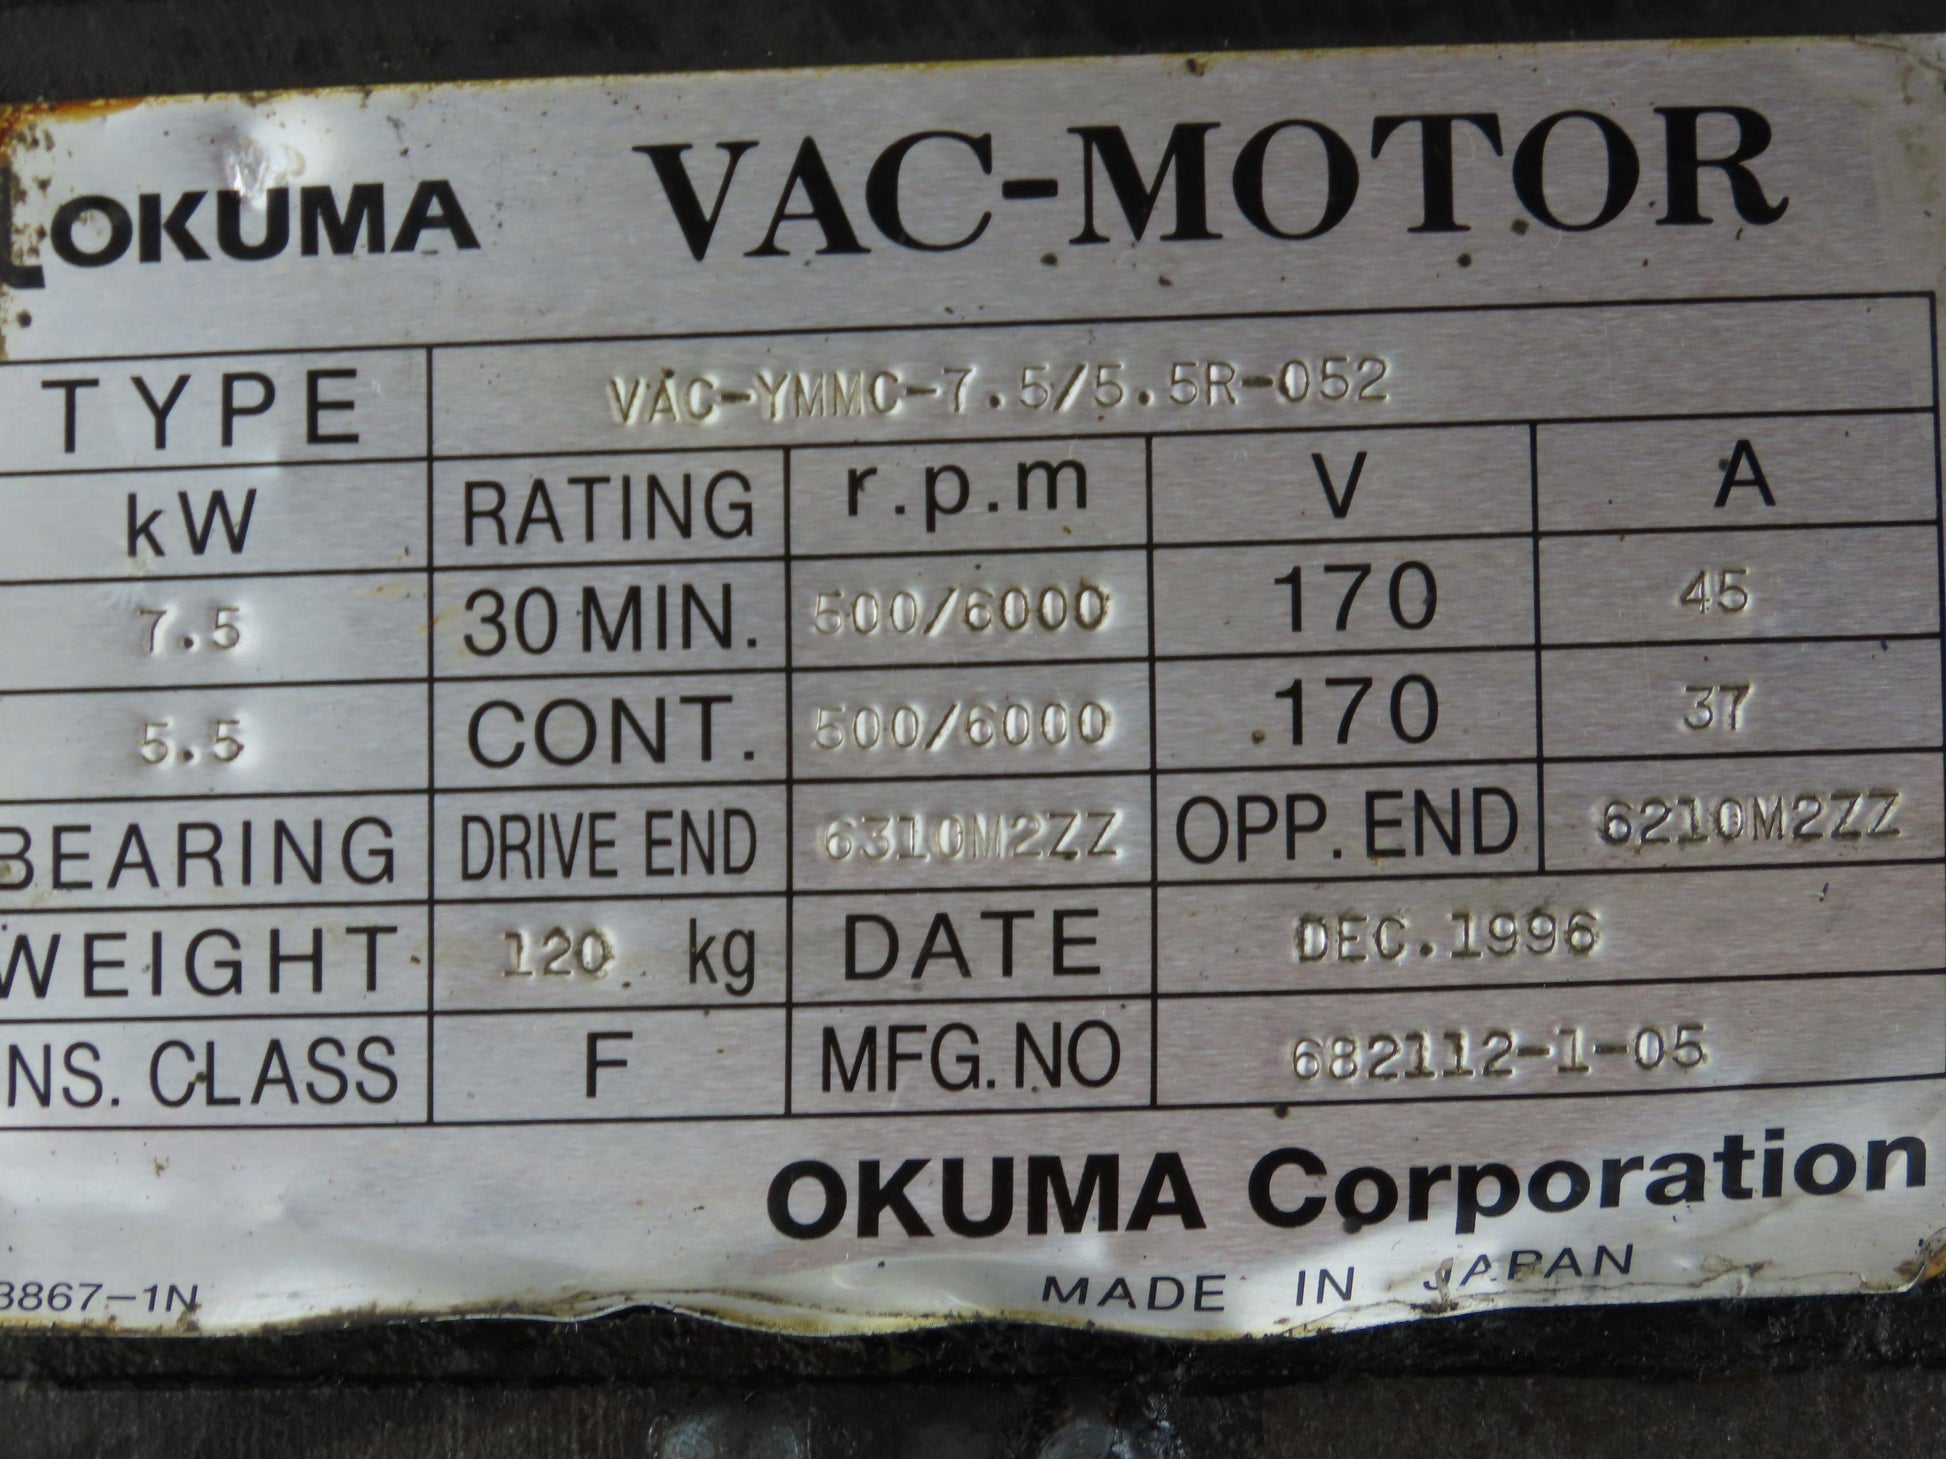 OKUMA VAC-MOTOR
TYPE VAC-YMMC-7.5/5.5R-052
kW RATING r.p.m V A
7.5 30 MIN. 500/6000 170 45
5.5 CONT. 500/6000 170 37
BEARING DRIVE END 6310M2ZZ OPP. END 6210M2ZZ
WEIGHT 120 kg DATE DEC.1996
NS. CLASS F MFG. NO 682112-1-05
OKUMA Corporation
MADE IN JAPAN
3867-1N